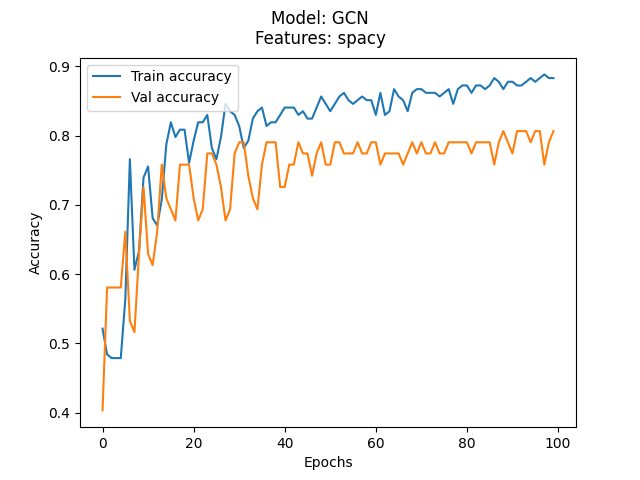 Model: GCN
Features: spacy
Train accuracy
Val accuracy
0.9
0.8
0.7
0.6
0.5
0.4
Accuracy
0 20 40 60 80 100
Epochs